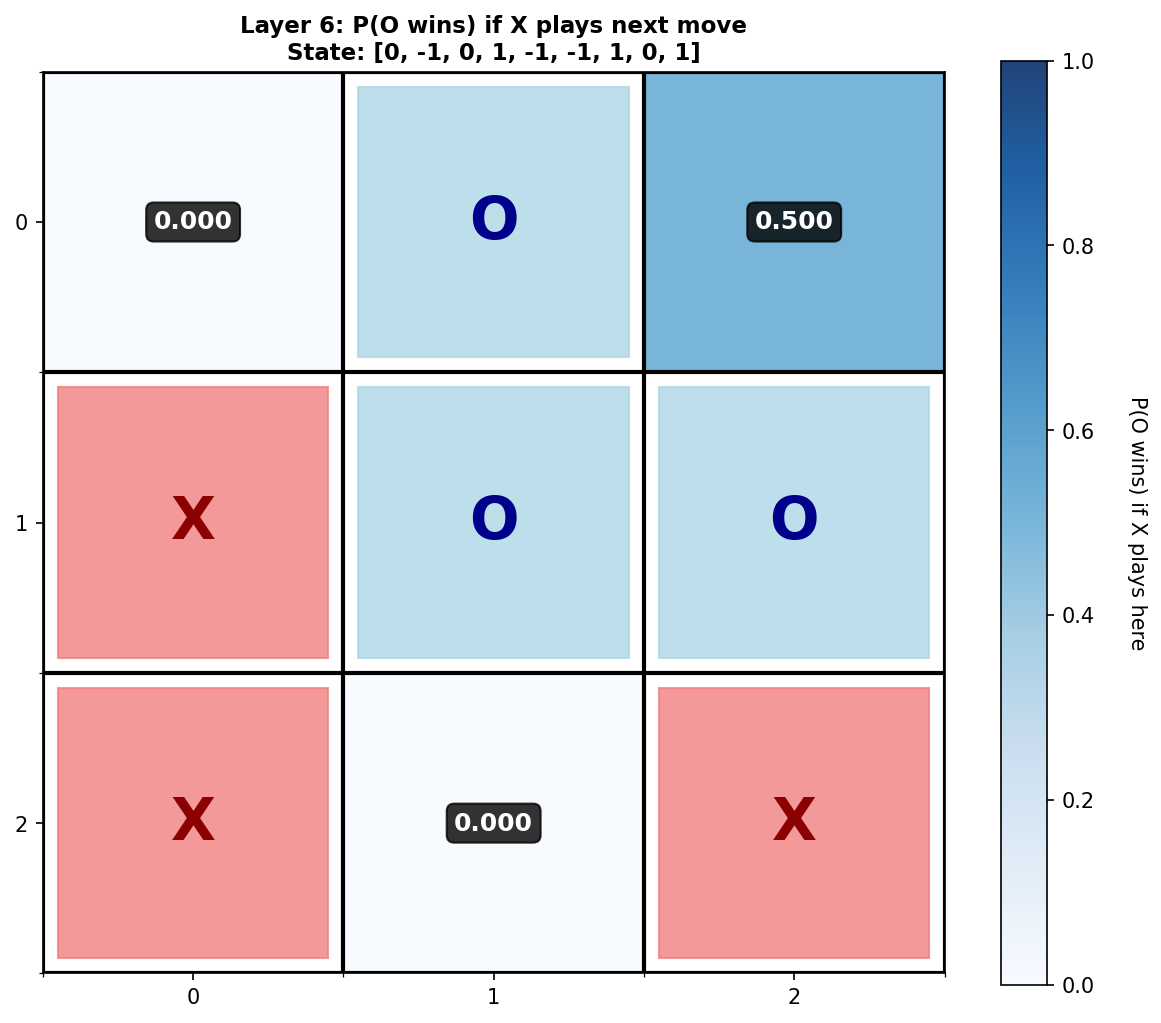 Layer 6: P(O wins) if X plays next move
State: [0, -1, 0, 1, -1, -1, 1, 0, 1]
0.000
O
0.500
X
O
O
X
0.000
X
0
1
2
0
1
2
1.0
0.8
0.6
0.4
0.2
0.0
P(O wins) if X plays here